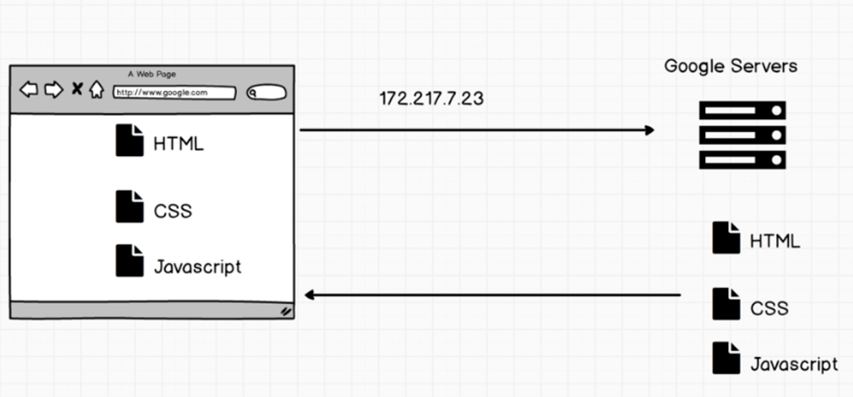 A Web Page
http://www.google.com
HTML
CSS
Javascript
172.217.7.23
Google Servers
HTML
CSS
Javascript